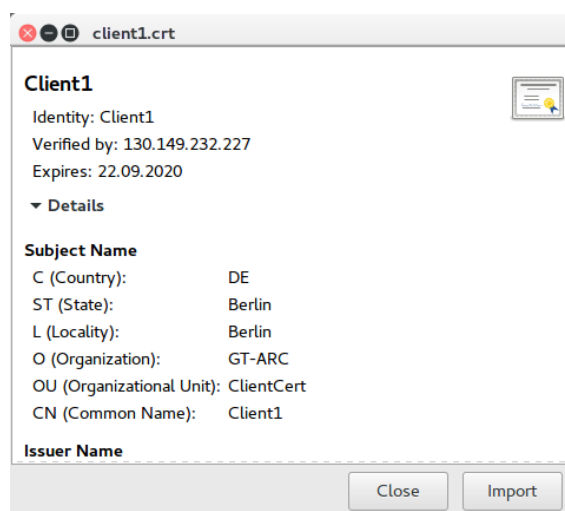 client1.crt
Client1
Identity: Client1
Verified by: 130.149.232.227
Expires: 22.09.2020
Details
Subject Name
C (Country): DE
ST (State): Berlin
L (Locality): Berlin
O (Organization): GT-ARC
OU (Organizational Unit): ClientCert
CN (Common Name): Client1
Issuer Name
Close Import